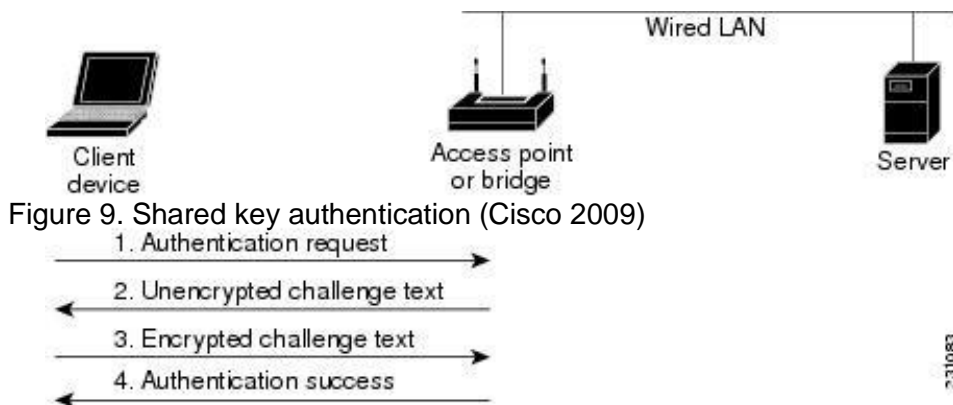 Wired LAN
Client
device
Access point
or bridge
Server
Figure 9. Shared key authentication (Cisco 2009)
1. Authentication request
2. Unencrypted challenge text
3. Encrypted challenge text
4. Authentication success
231083